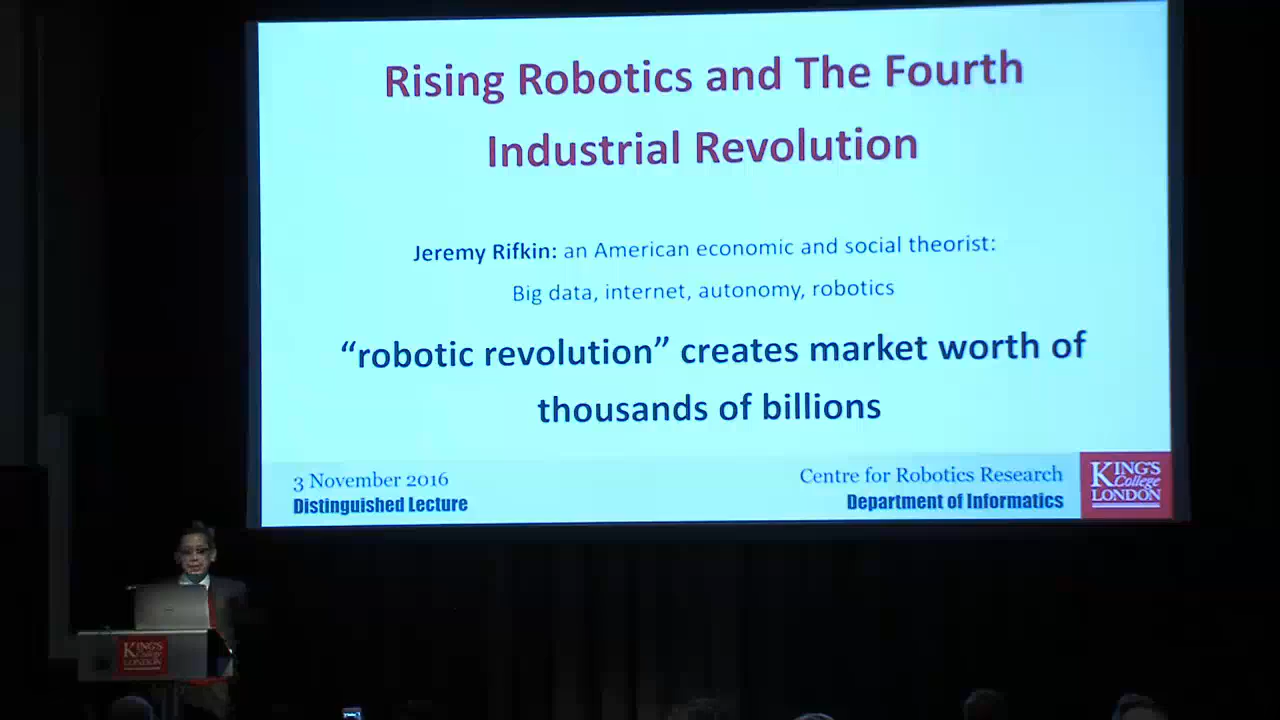 Rising Robotics and The Fourth
Industrial Revolution
Jeremy Rifkin: an American economic and social theorist:
Big data, internet, autonomy, robotics
“robotic revolution” creates market worth of
thousands of billions
3 November 2016
Distinguished Lecture
Centre for Robotics Research
Department of Informatics
KING'S
College
LONDON
KING'S
College
LONDON